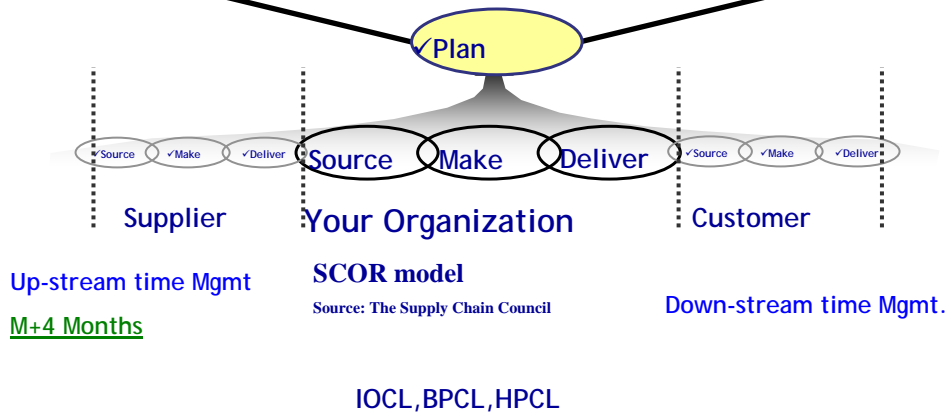 ✓Plan
✓Source ✓Make ✓Deliver Source Make Deliver ✓Source ✓Make ✓Deliver
Supplier Your Organization Customer
Up-stream time Mgmt SCOR model
Source: The Supply Chain Council Down-stream time Mgmt.
M+4 Months
IOCL,BPCL,HPCL